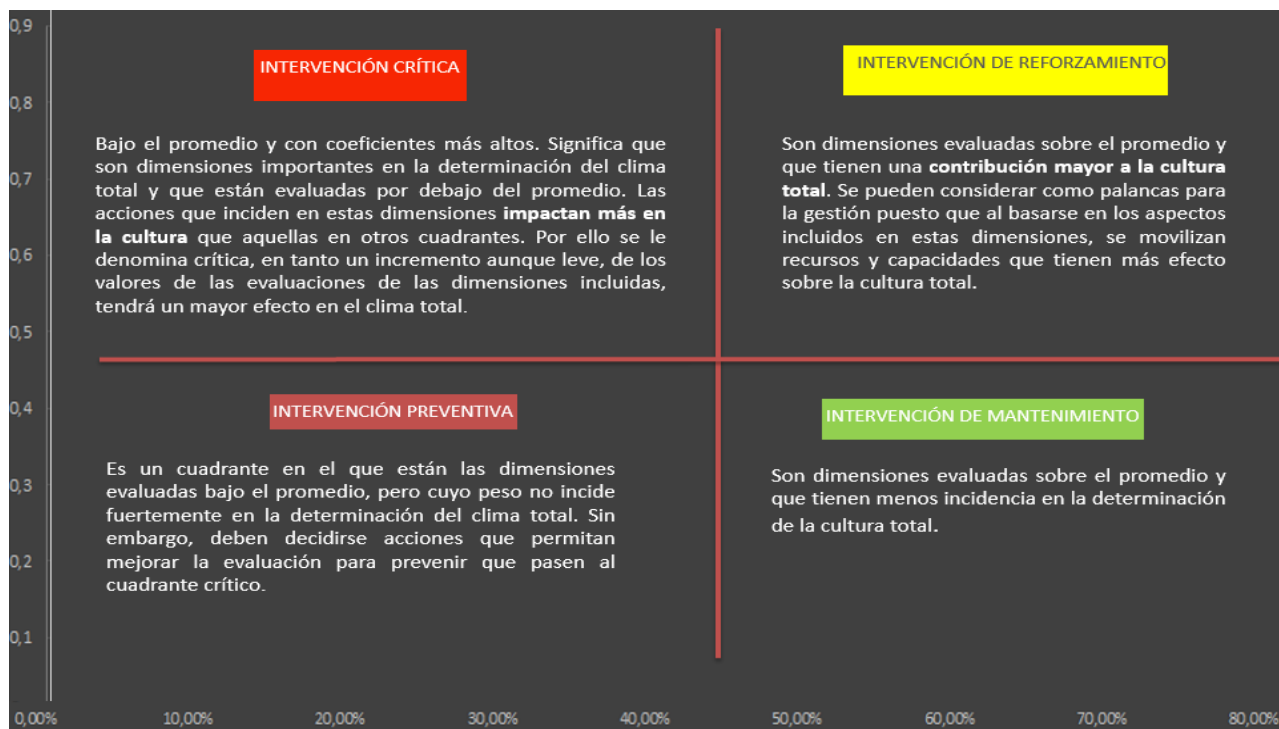 0,9
0,8
0,7
0,6
0,5
0,4
0,3
0,2
0,1
INTERVENCIÓN CRÍTICA
Bajo el promedio y con coeficientes más altos. Significa que
son dimensiones importantes en la determinación del clima
total y que están evaluadas por debajo del promedio. Las
acciones que inciden en estas dimensiones impactan más en
la cultura que aquellas en otros cuadrantes. Por ello se le
denomina crítica, en tanto un incremento aunque leve, de los
valores de las evaluaciones de las dimensiones incluidas,
tendrá un mayor efecto en el clima total.
INTERVENCIÓN DE REFORZAMIENTO
Son dimensiones evaluadas sobre el promedio y
que tienen una contribución mayor a la cultura
total. Se pueden considerar como palancas para
la gestión puesto que al basarse en los aspectos
incluidos en estas dimensiones, se movilizan
recursos y capacidades que tienen más efecto
sobre la cultura total.
INTERVENCIÓN PREVENTIVA
Es un cuadrante en el que están las dimensiones
evaluadas bajo el promedio, pero cuyo peso no incide
fuertemente en la determinación del clima total. Sin
embargo, deben decidirse acciones que permitan
mejorar la evaluación para prevenir que pasen al
cuadrante crítico.
INTERVENCIÓN DE MANTENIMIENTO
Son dimensiones evaluadas sobre el promedio y
que tienen menos incidencia en la determinación
de la cultura total.
0,00% 10,00% 20,00% 30,00% 40,00% 50,00% 60,00% 70,00% 80,00%